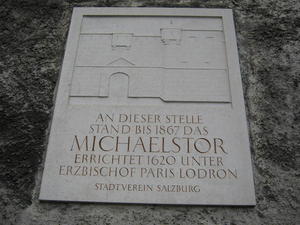 AN DIESER STELLE
STAND BIS 1867 DAS
MICHAELSTOR
ERRICHTET 1620 UNTER
ERZBISCHOF PARIS LODRON
STADTVEREIN SALZBURG